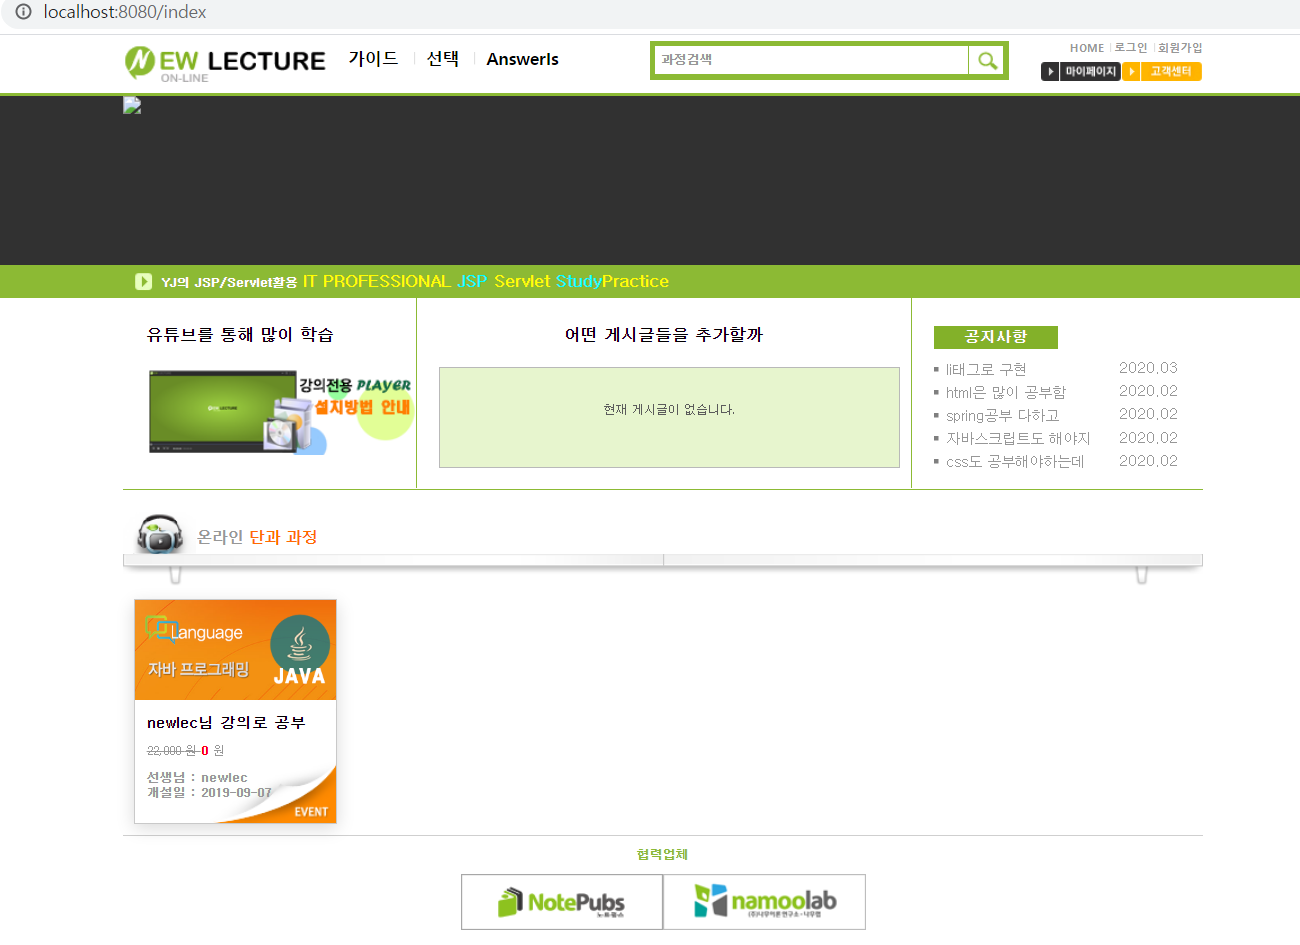 localhost:8080/index
NEW LECTURE
ON-LINE
가이드
선택
Answerls
과정검색
HOME 로그인 회원가입
마이페이지 고객센터
YJ의 JSP/Servlet활용 IT PROFESSIONAL JSP Servlet StudyPractice
유튜브를 통해 많이 학습
강의전용 PLAYER
설치방법 안내
어떤 게시글들을 추가할까
현재 게시글이 없습니다.
공지사항
li태그로 구현 2020.03
html은 많이 공부함 2020.02
spring공부 다하고 2020.02
자바스크립트도 해야지 2020.02
css도 공부해야하는데 2020.02
온라인 단과 과정
Language
자바 프로그래밍
JAVA
newlec님 강의로 공부
22,000 원 0 원
선생님 : newlec
개설일 : 2019-09-07
EVENT
협력업체
NotePubs
노트펍스
namoolab